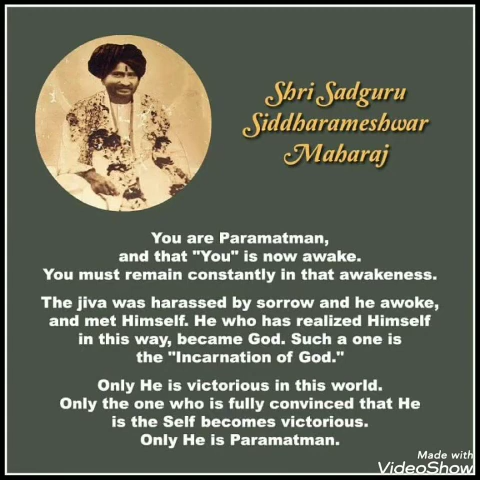 Shri Sadguru
Siddharameshwar
Maharaj
You are Paramatman,
and that "You" is now awake.
You must remain constantly in that awakeness.
The jiva was harassed by sorrow and he awoke,
and met Himself. He who has realized Himself
in this way, became God. Such a one is
the "Incarnation of God."
Only He is victorious in this world.
Only the one who is fully convinced that He
is the Self becomes victorious.
Only He is Paramatman.
Made with
VideoShow